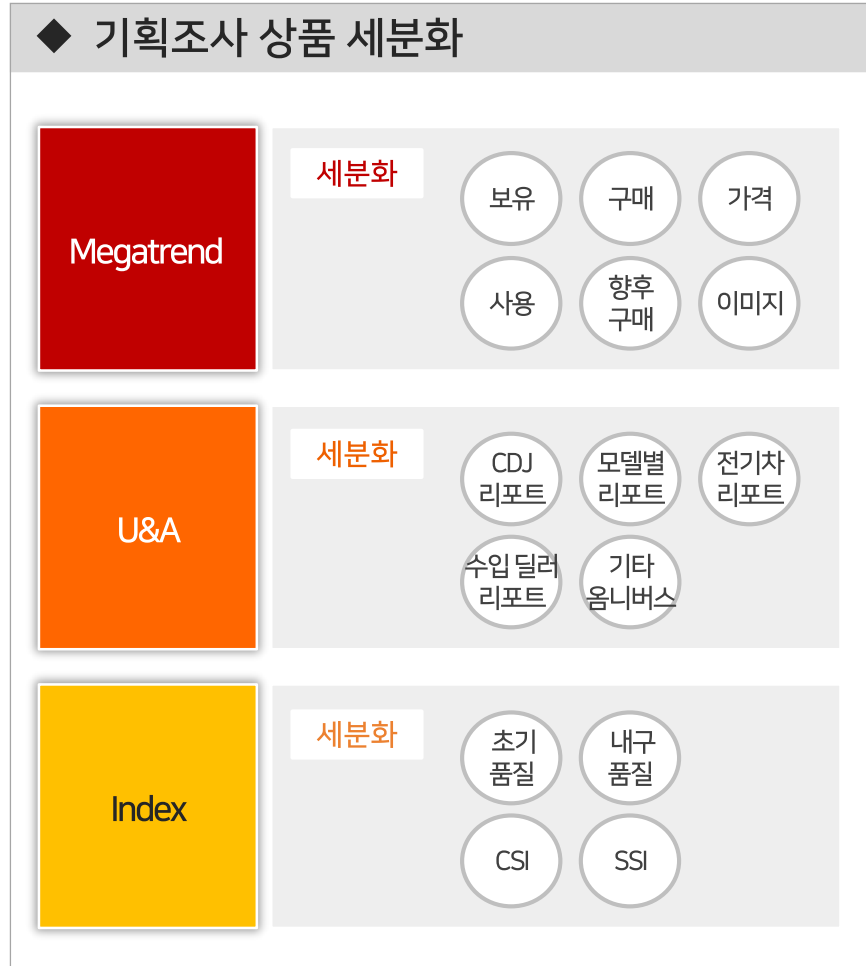 ◆ 기획조사 상품 세분화
Megatrend
세분화
보유
구매
가격
사용
향후
구매
이미지
U&A
세분화
CDJ
리포트
모델별
리포트
전기차
리포트
수입 딜러
리포트
기타
옴니버스
Index
세분화
초기
품질
내구
품질
CSI
SSI